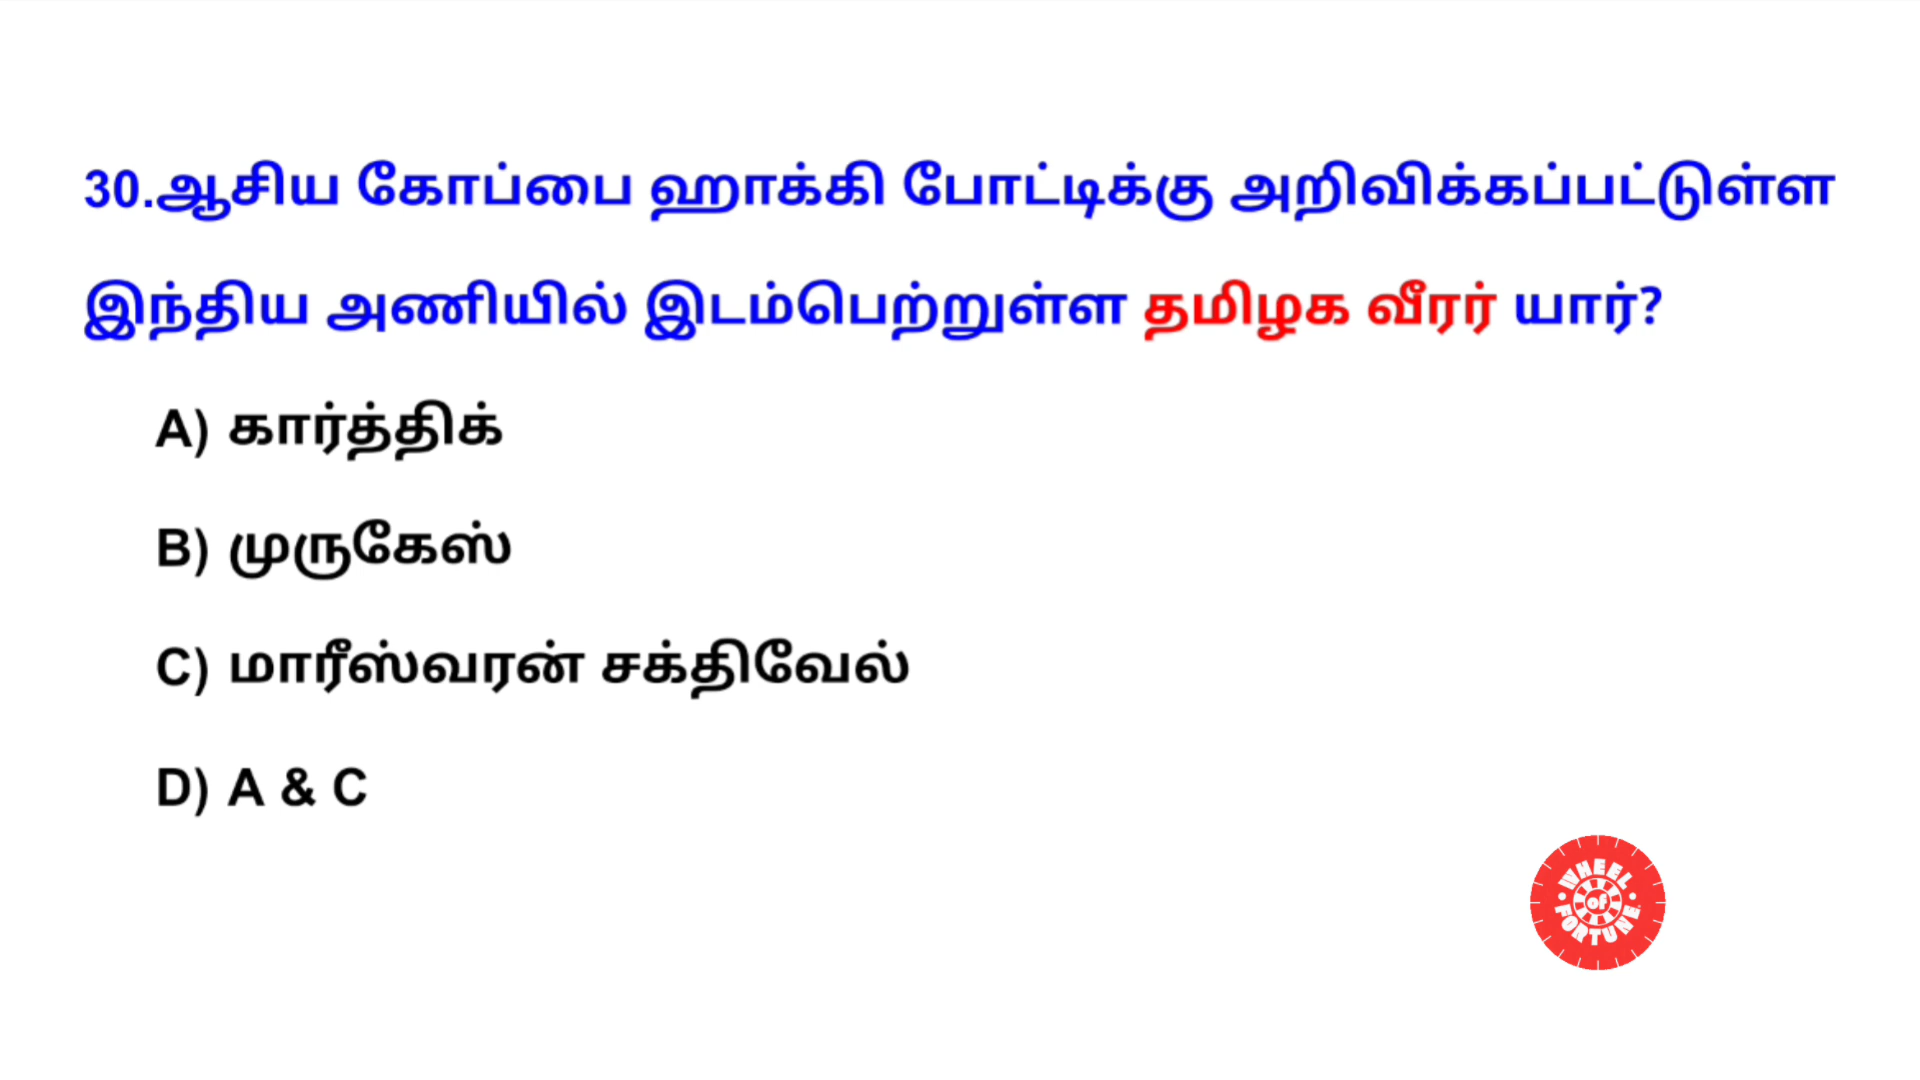 30.ஆசிய கோப்பை ஹாக்கி போட்டிக்கு அறிவிக்கப்பட்டுள்ள
இந்திய அணியில் இடம்பெற்றுள்ள தமிழக வீரர் யார்?
A) கார்த்திக்
B) முருகேஸ்
C) மாரீஸ்வரன் சக்திவேல்
D) A & C
WHEEL
of
FORTUNE